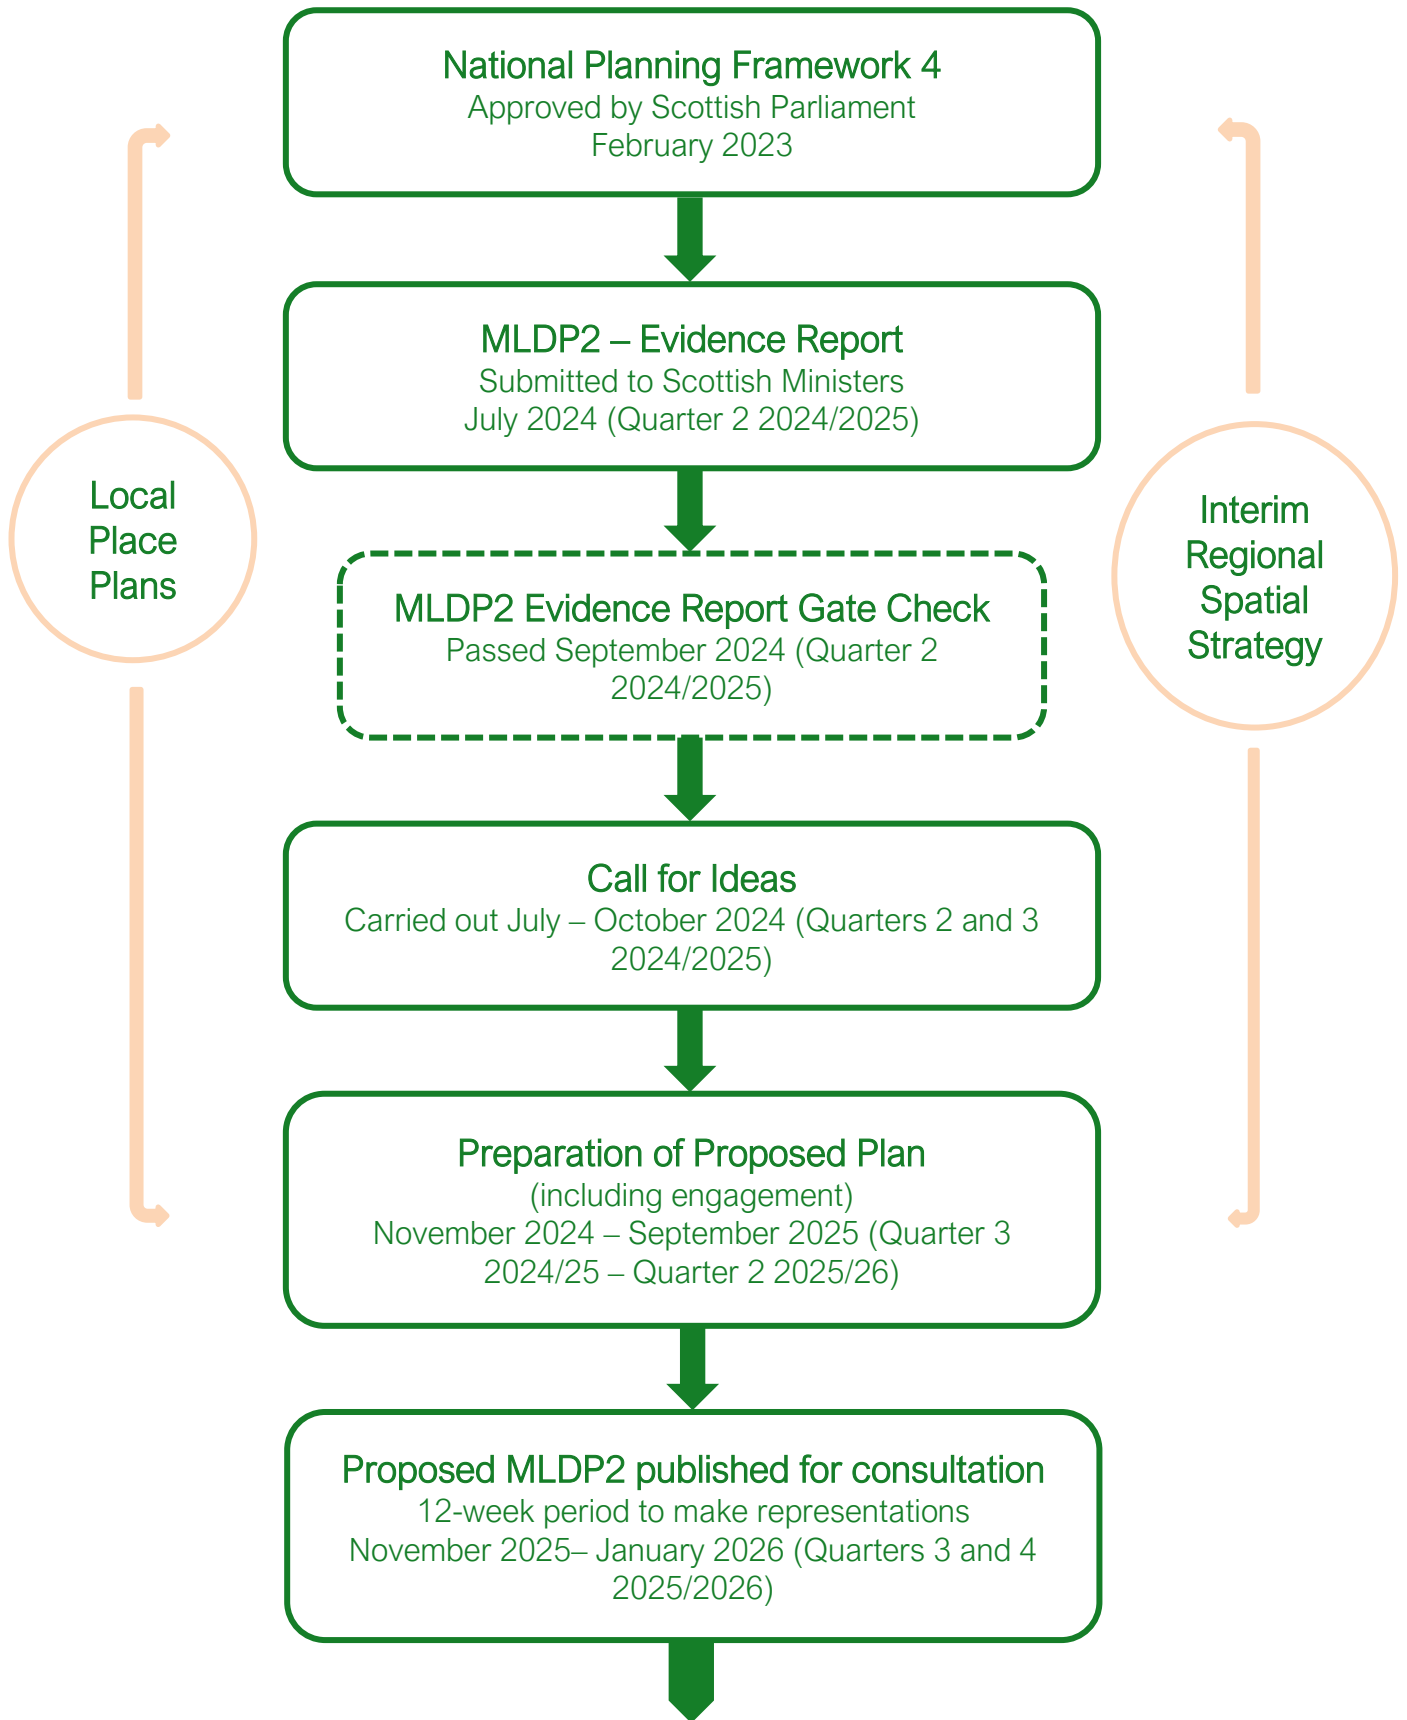 National Planning Framework 4
Approved by Scottish Parliament
February 2023
MLDP2 – Evidence Report
Submitted to Scottish Ministers
July 2024 (Quarter 2 2024/2025)
Local
Place
Plans
Interim
Regional
Spatial
Strategy
MLDP2 Evidence Report Gate Check
Passed September 2024 (Quarter 2
2024/2025)
Call for Ideas
Carried out July – October 2024 (Quarters 2 and 3
2024/2025)
Preparation of Proposed Plan
(including engagement)
November 2024 – September 2025 (Quarter 3
2024/25 – Quarter 2 2025/26)
Proposed MLDP2 published for consultation
12-week period to make representations
November 2025– January 2026 (Quarters 3 and 4
2025/2026)